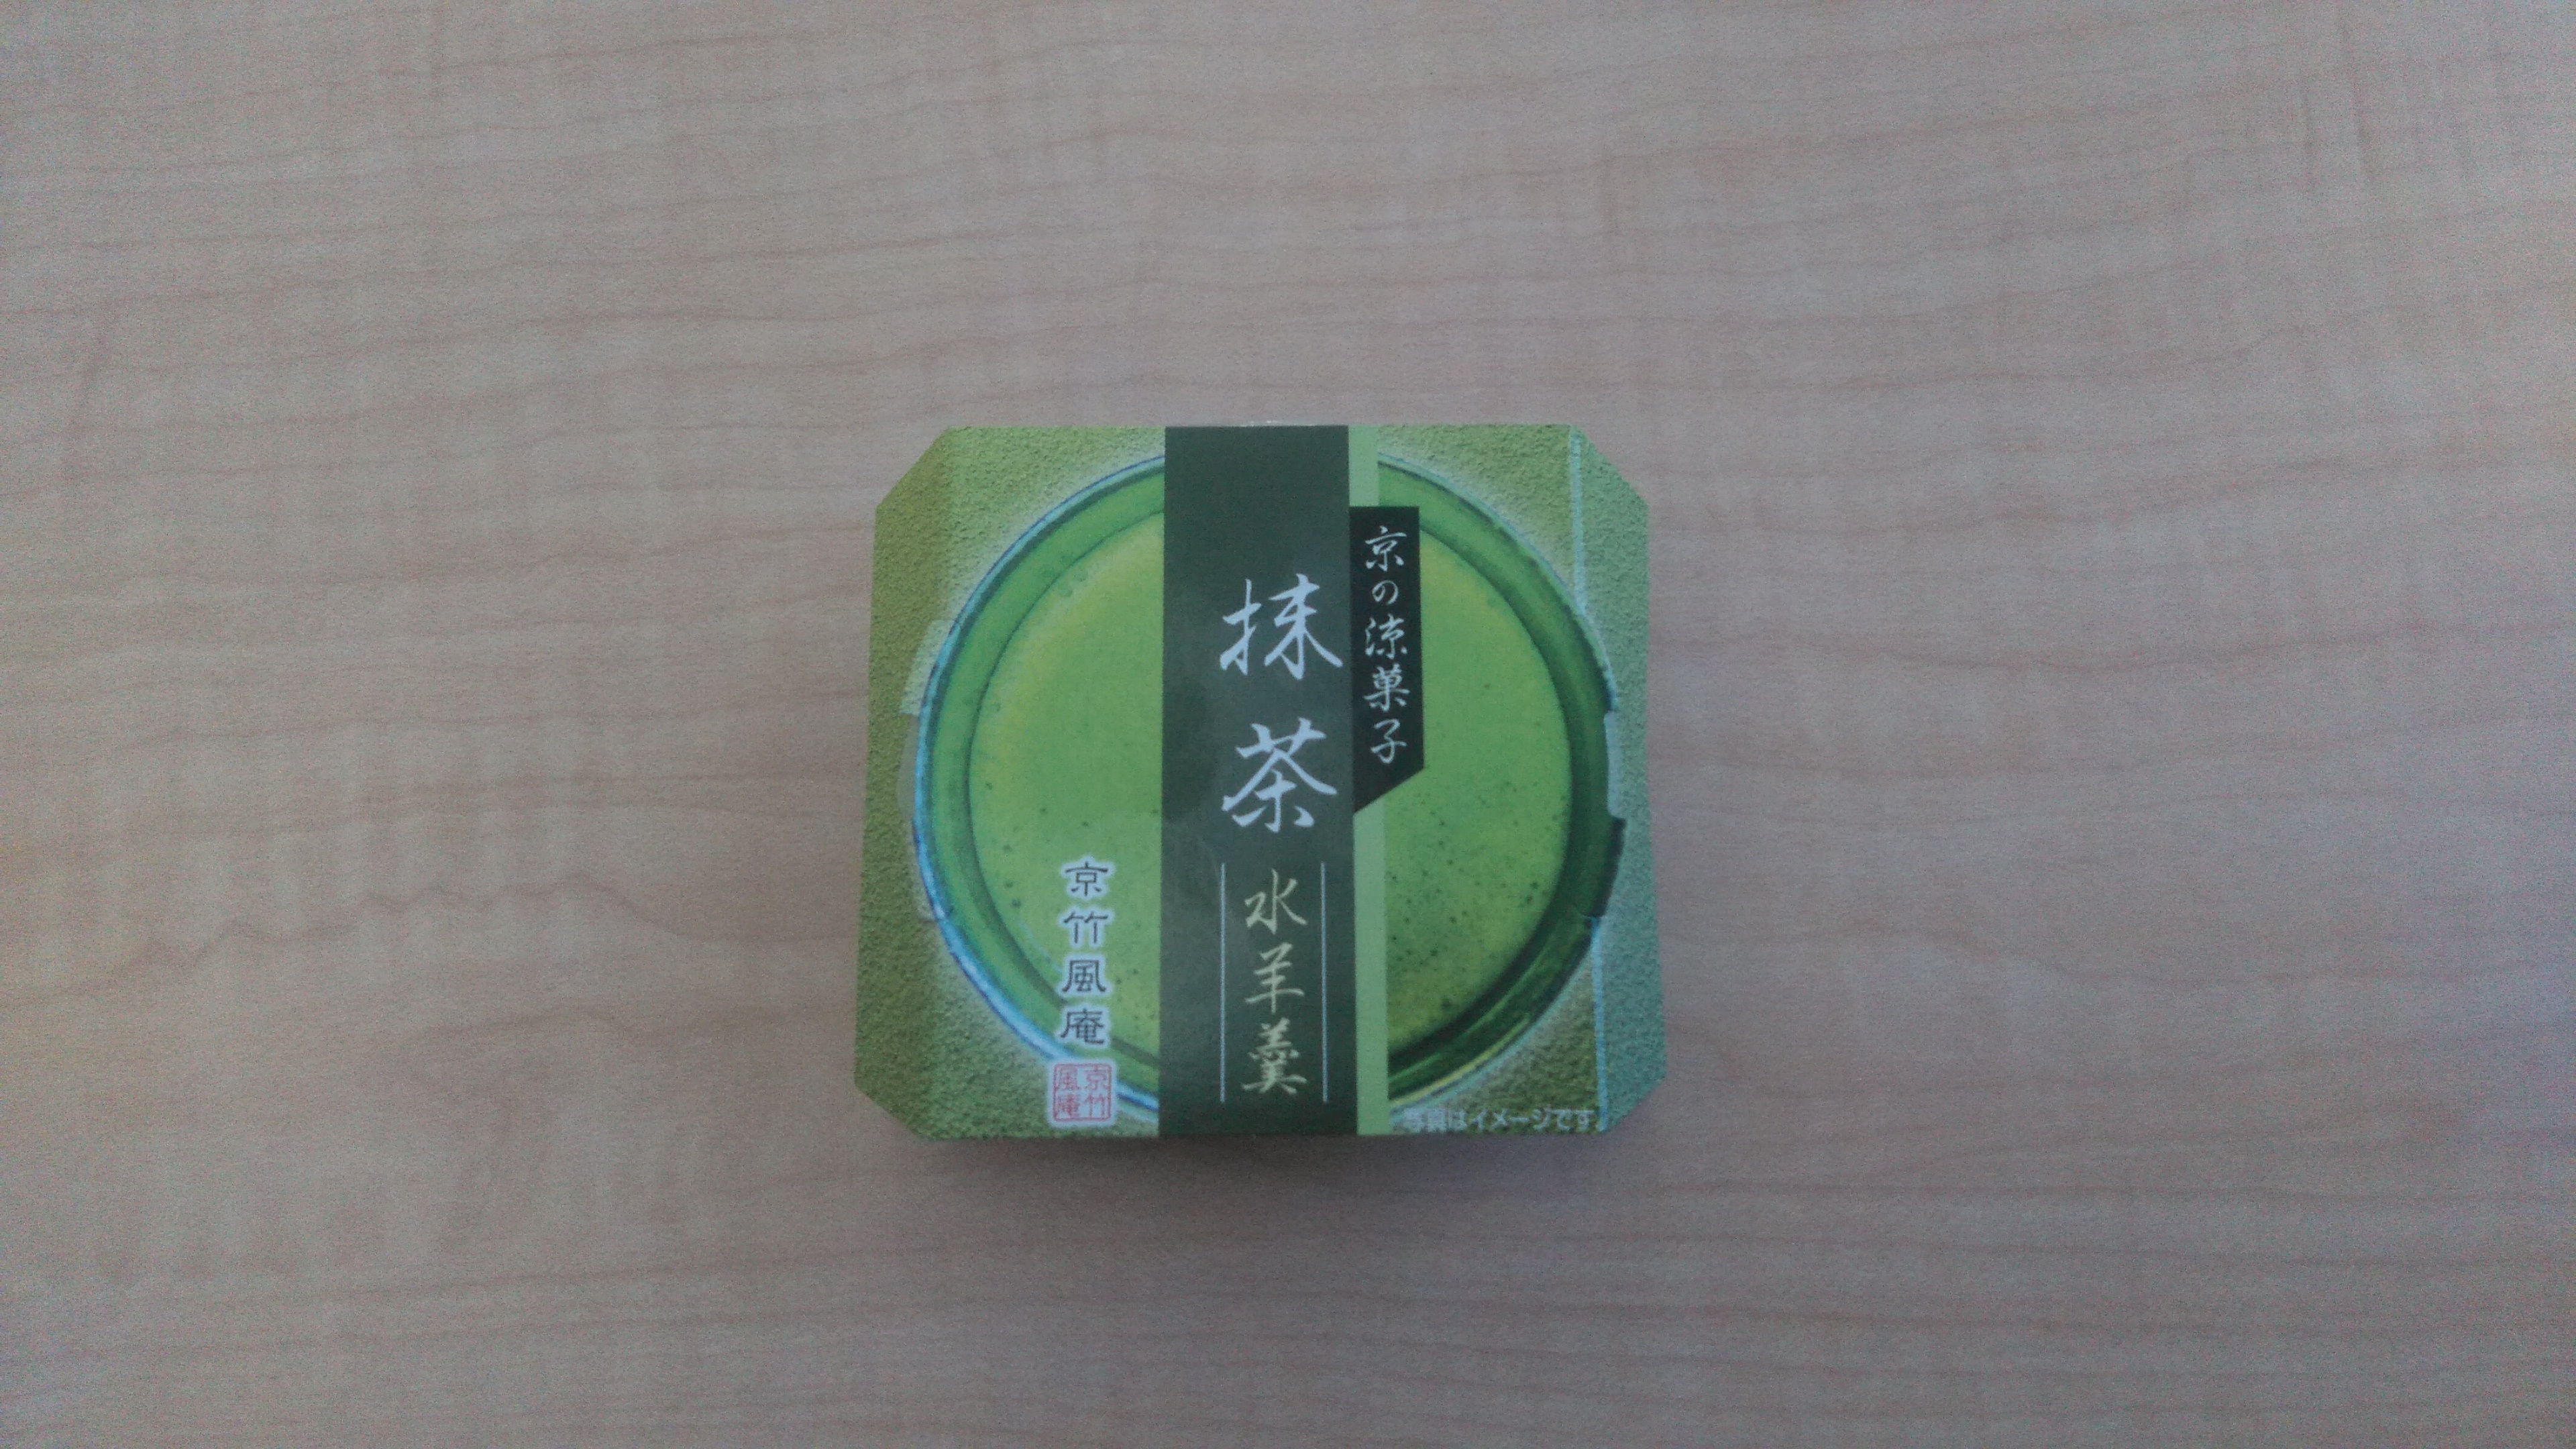 京の涼菓子
抹茶
水羊羹
京竹風庵
京竹
風庵
写真はイメージです。